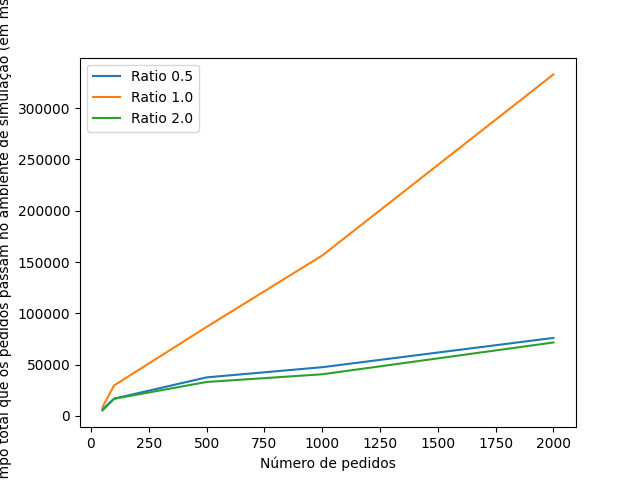 mpo total que os pedidos passam no ambiente de simulação (em ms
Ratio 0.5
Ratio 1.0
Ratio 2.0
300000
250000
200000
150000
100000
50000
0
0 250 500 750 1000 1250 1500 1750 2000
Número de pedidos